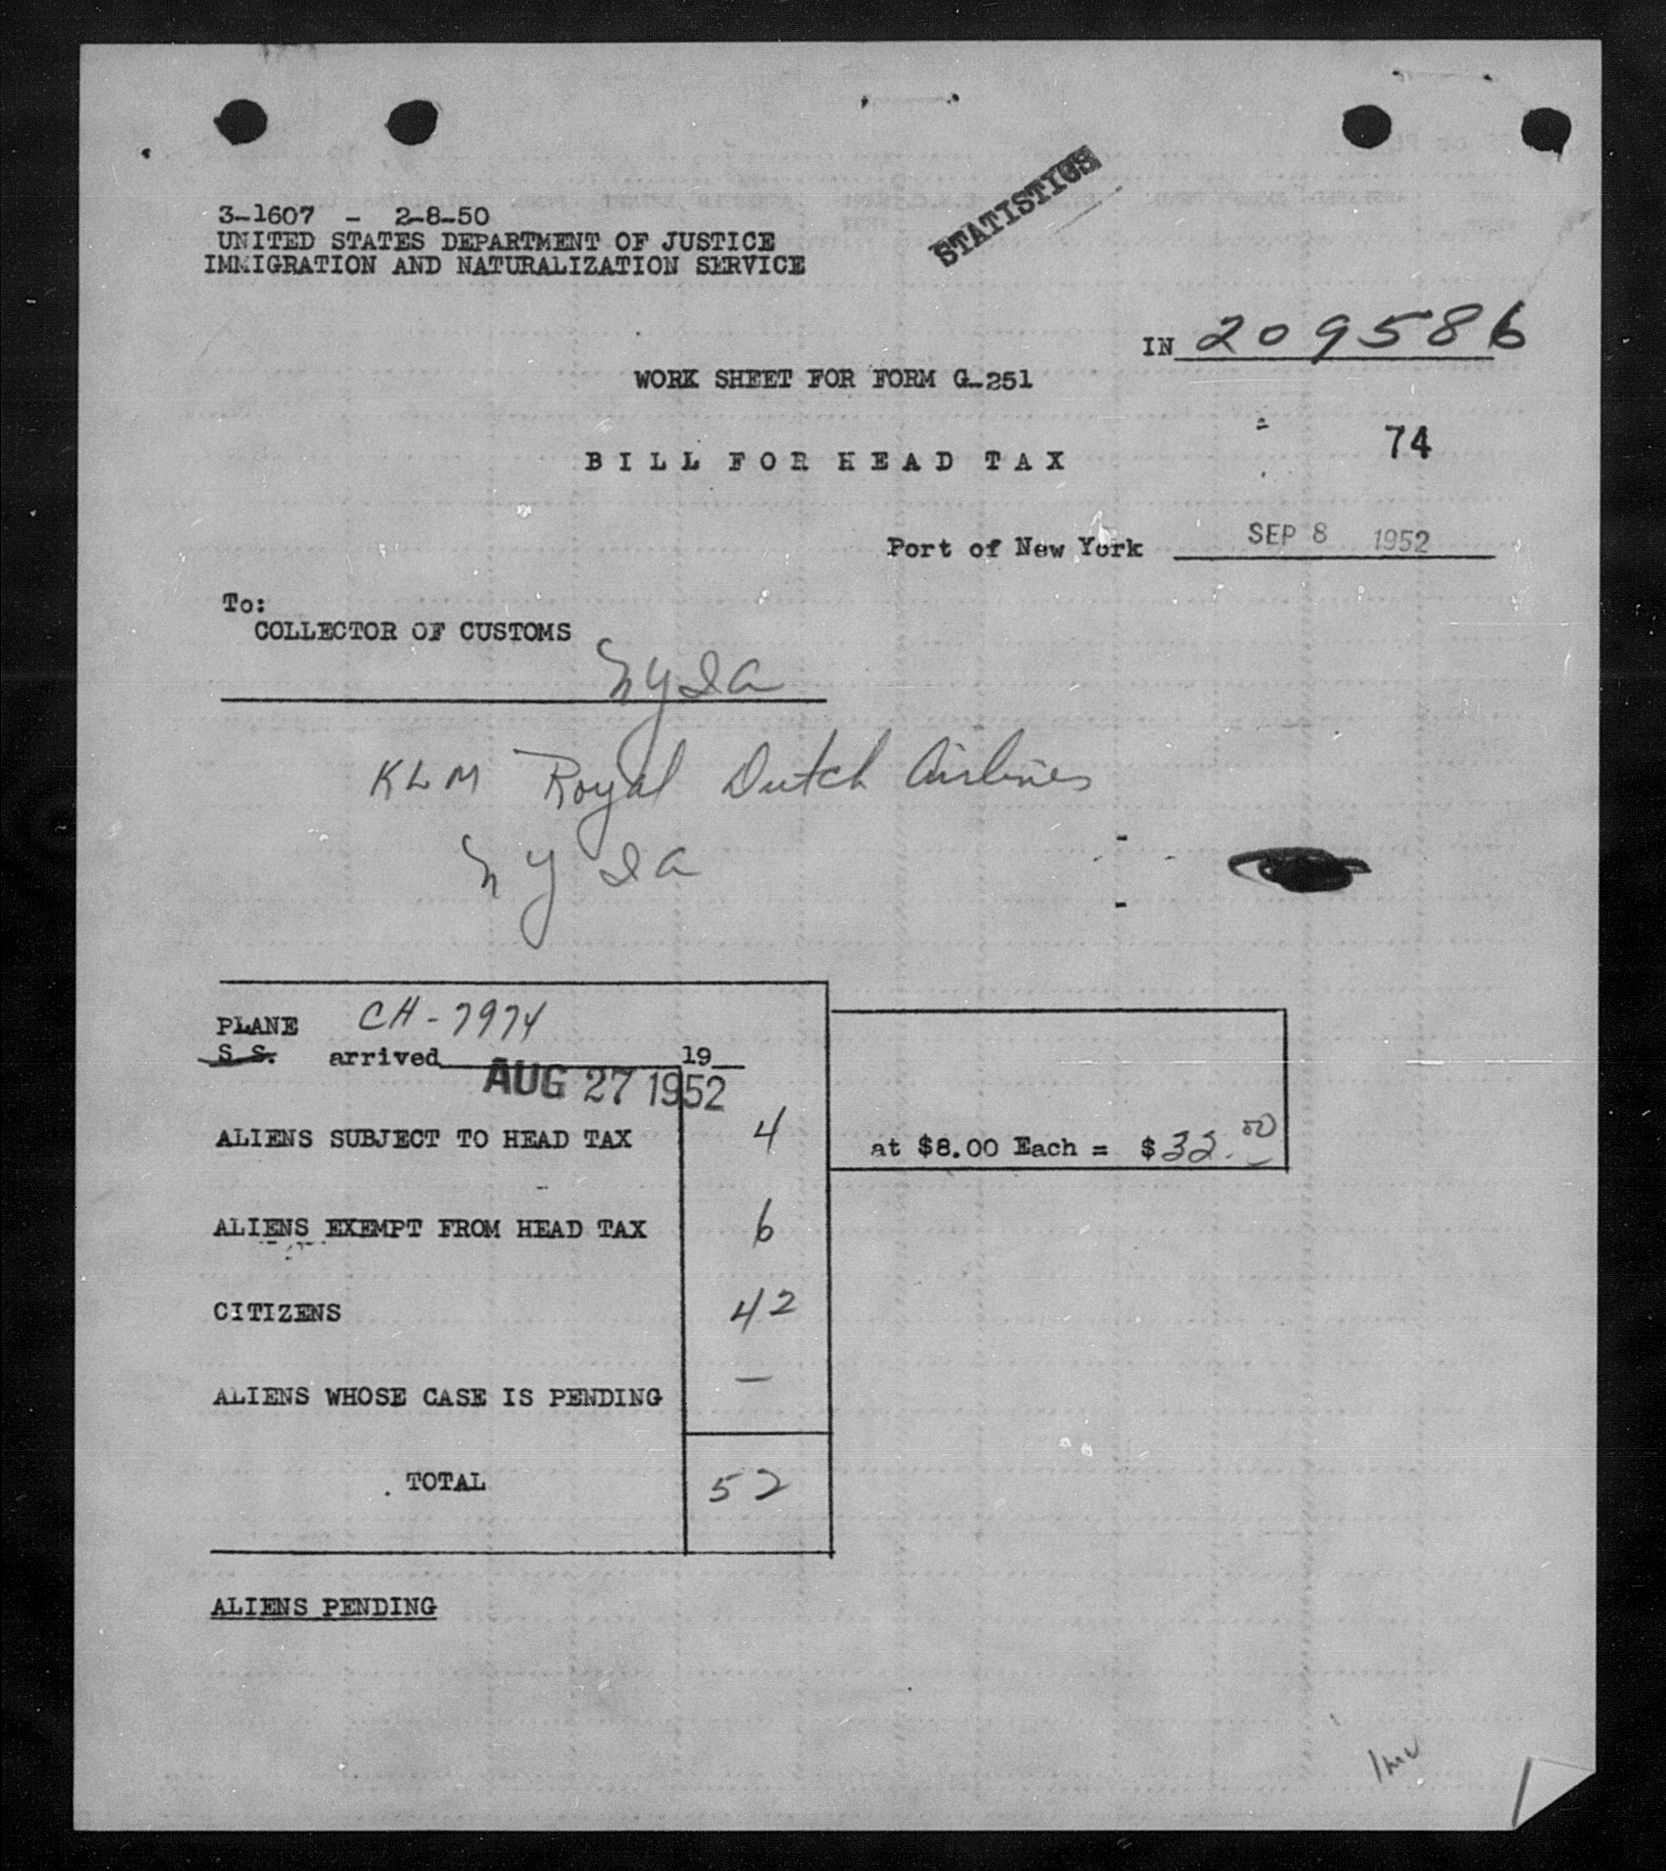 STATISTICS
3-1607 - 2-8-50
UNITED STATES DEPARTMENT OF JUSTICE
IMMIGRATION AND NATURALIZATION SERVICE
IN 209586
WORK SHEET FOR FORM G-251
74
BILL FOR HEAD TAX
Port of New York SEP 8 1952
To:
COLLECTOR OF CUSTOMS
NYIA
KLM Royal Dutch Airlines
NYIA
PLANE CH-7974
S. S. arrived 19
AUG 27 1952
ALIENS SUBJECT TO HEAD TAX 4 at $8.00 Each = $32.00
ALIENS EXEMPT FROM HEAD TAX 6
CITIZENS 42
ALIENS WHOSE CASE IS PENDING —
TOTAL 52
ALIENS PENDING